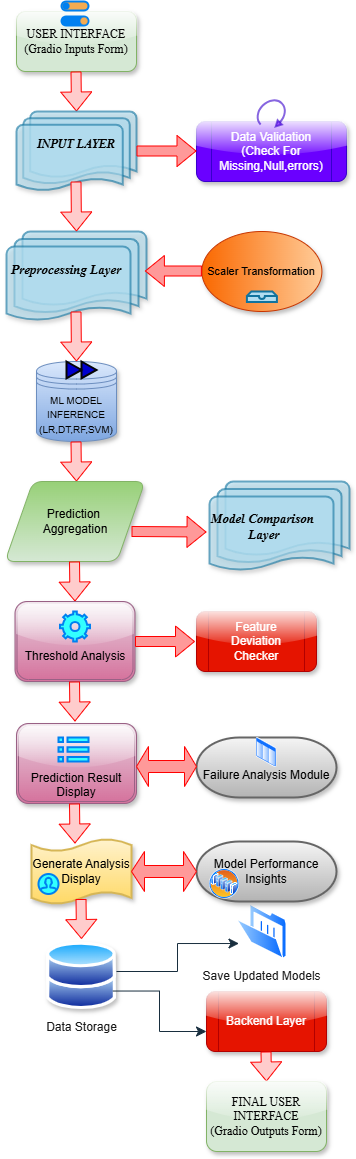 USER INTERFACE
(Gradio Inputs Form)
INPUT LAYER
Data Validation
(Check For
Missing,Null,errors)
Preprocessing Layer
Scaler Transformation
ML MODEL
INFERENCE
(LR,DT,RF,SVM)
Prediction
Aggregation
Model Comparison
Layer
Threshold Analysis
Feature
Deviation
Checker
Prediction Result
Display
Failure Analysis Module
Generate Analysis
Display
Model Performance
Insights
Save Updated Models
Data Storage
Backend Layer
FINAL USER
INTERFACE
(Gradio Outputs Form)